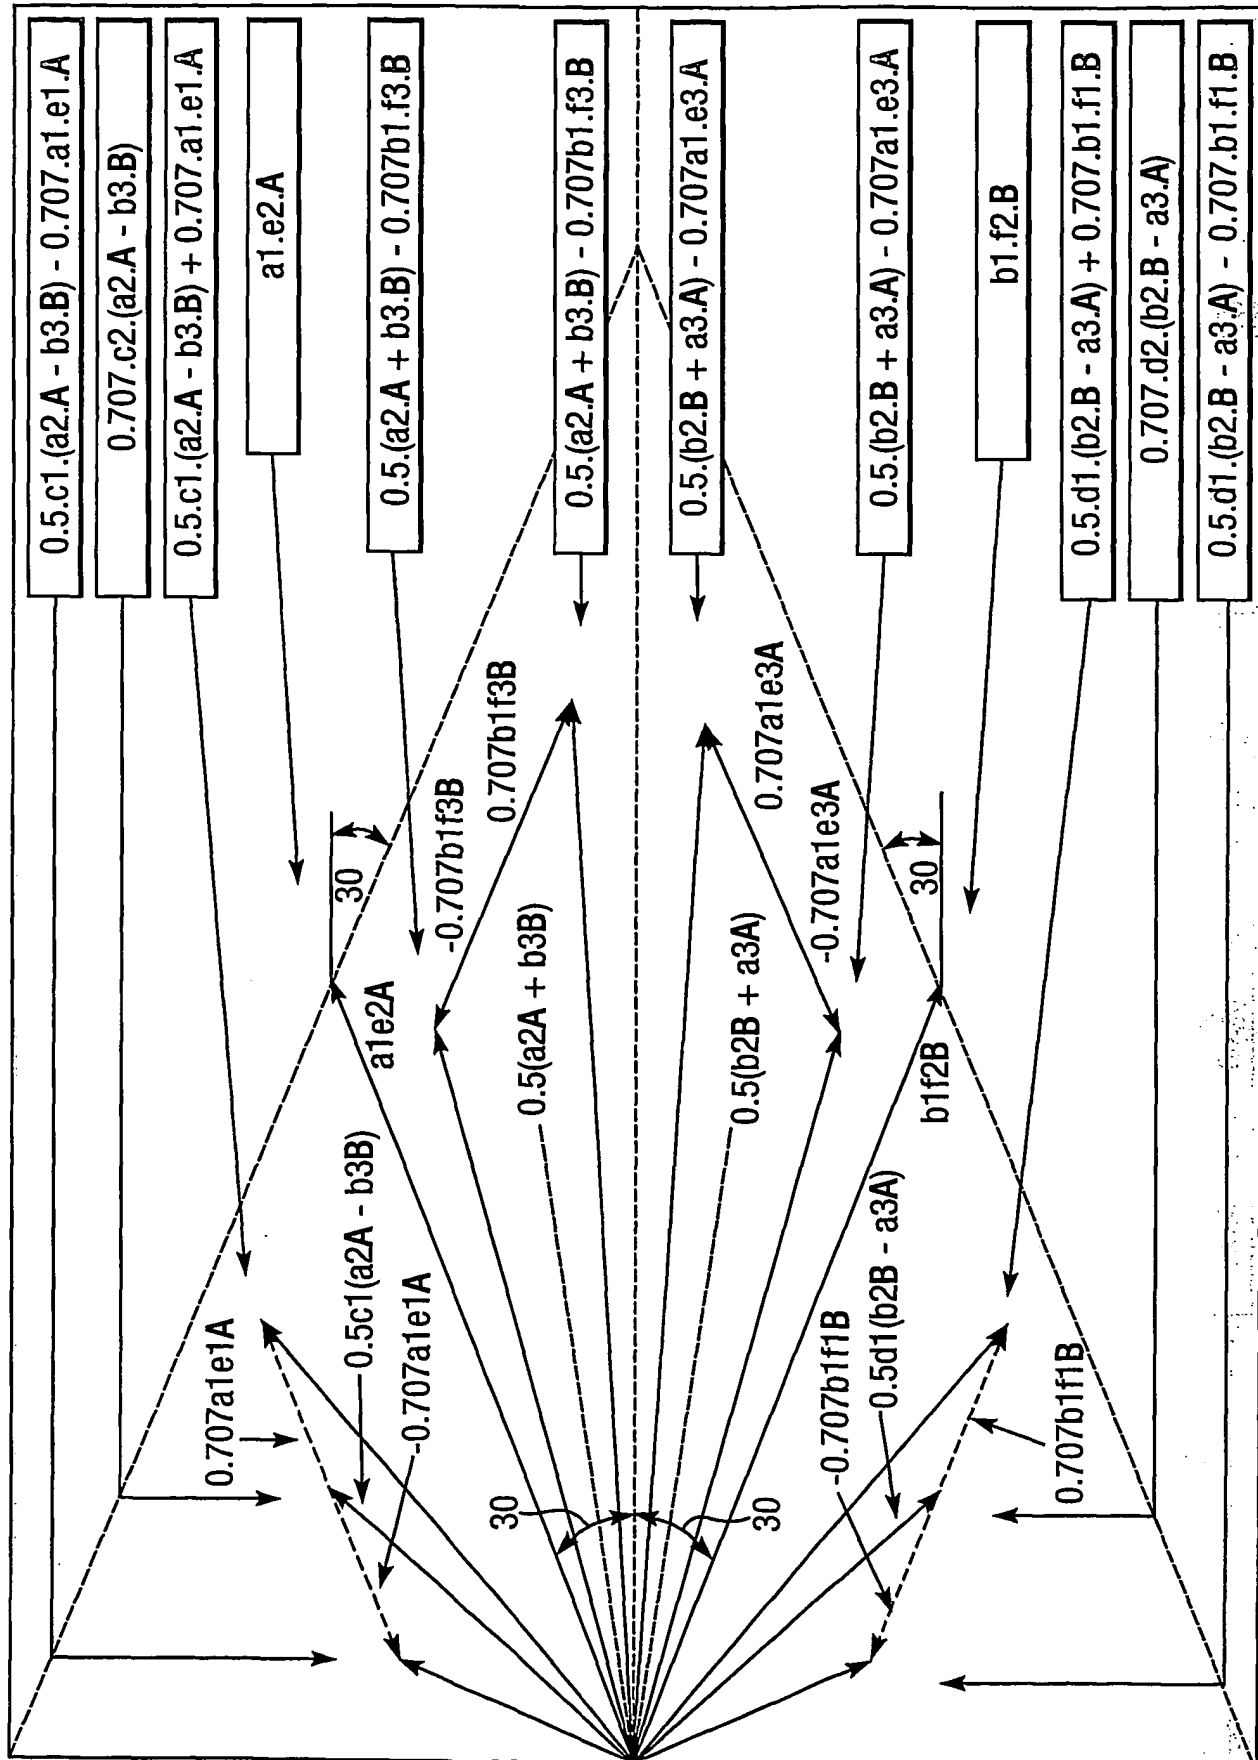 0.5.c1.(a2.A - b3.B) - 0.707.a1.e1.A
0.707.c2.(a2.A - b3.B)
0.5.c1.(a2.A - b3.B) + 0.707.a1.e1.A
a1.e2.A
0.5.(a2.A + b3.B) - 0.707b1.f3.B
0.5.(a2.A + b3.B) - 0.707b1.f3.B
0.5.(b2.B + a3.A) - 0.707a1.e3.A
0.5.(b2.B + a3.A) - 0.707a1.e3.A
b1.f2.B
0.5.d1.(b2.B - a3.A) + 0.707.b1.f1.B
0.707.d2.(b2.B - a3.A)
0.5.d1.(b2.B - a3.A) - 0.707.b1.f1.B
30
-0.707b1f3B
0.707b1f3B
0.707a1e3A
-0.707a1e3A
30
a1e2A
0.5(a2A + b3B)
0.5(b2B + a3A)
b1f2B
0.707a1e1A
0.5c1(a2A - b3B)
-0.707a1e1A
30
30
-0.707b1f1B
0.5d1(b2B - a3A)
0.707b1f1B